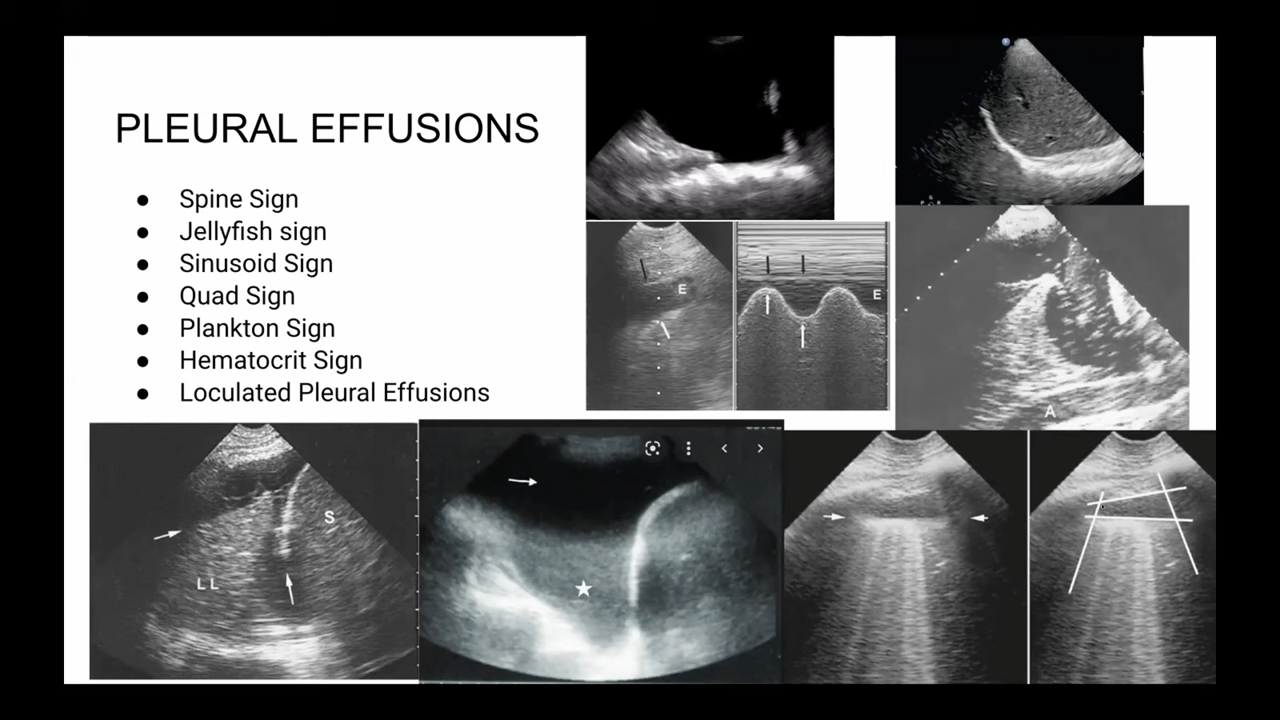 PLEURAL EFFUSIONS
● Spine Sign
● Jellyfish sign
● Sinusoid Sign
● Quad Sign
● Plankton Sign
● Hematocrit Sign
● Loculated Pleural Effusions
E
E
A
S
LL